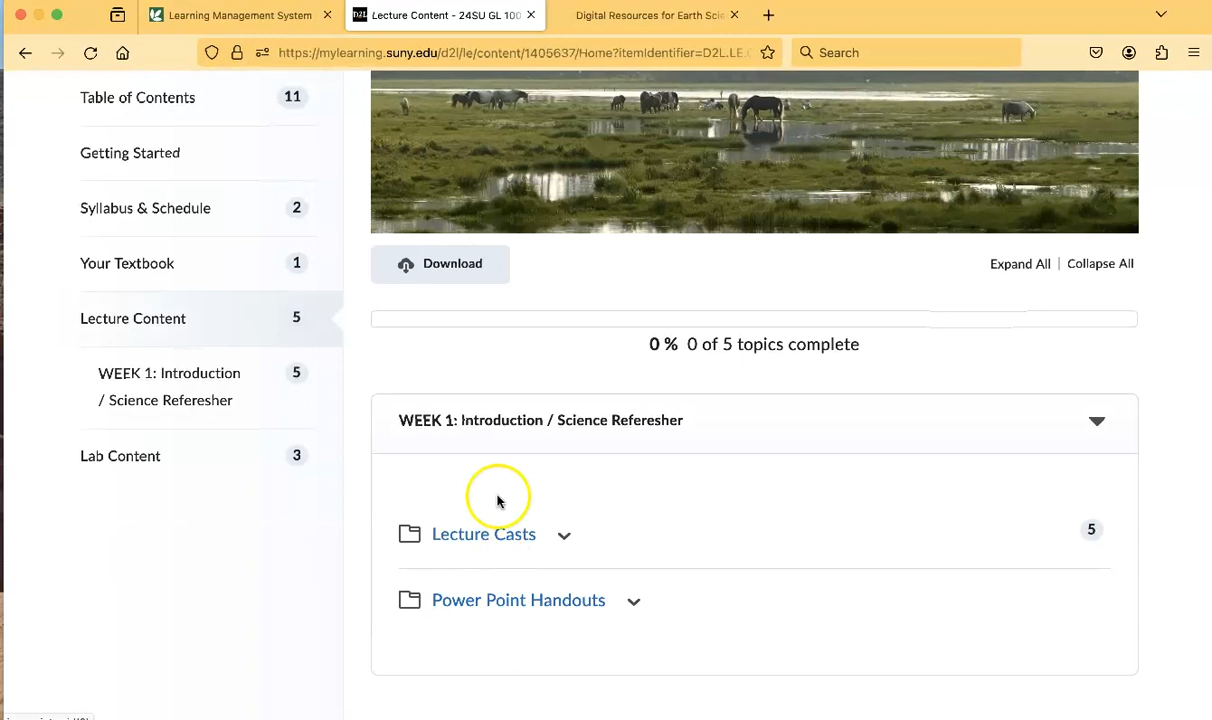 Learning Management System
Lecture Content - 24SU GL 100
Digital Resources for Earth Scie
https://mylearning.suny.edu/d2l/le/content/1405637/Home?itemIdentifier=D2L.LE.C
Search
Table of Contents 11
Getting Started
Syllabus & Schedule 2
Your Textbook 1
Lecture Content 5
WEEK 1: Introduction 5
/ Science Referesher
Lab Content 3
Download
Expand All | Collapse All
0 % 0 of 5 topics complete
WEEK 1: Introduction / Science Referesher
Lecture Casts 5
Power Point Handouts